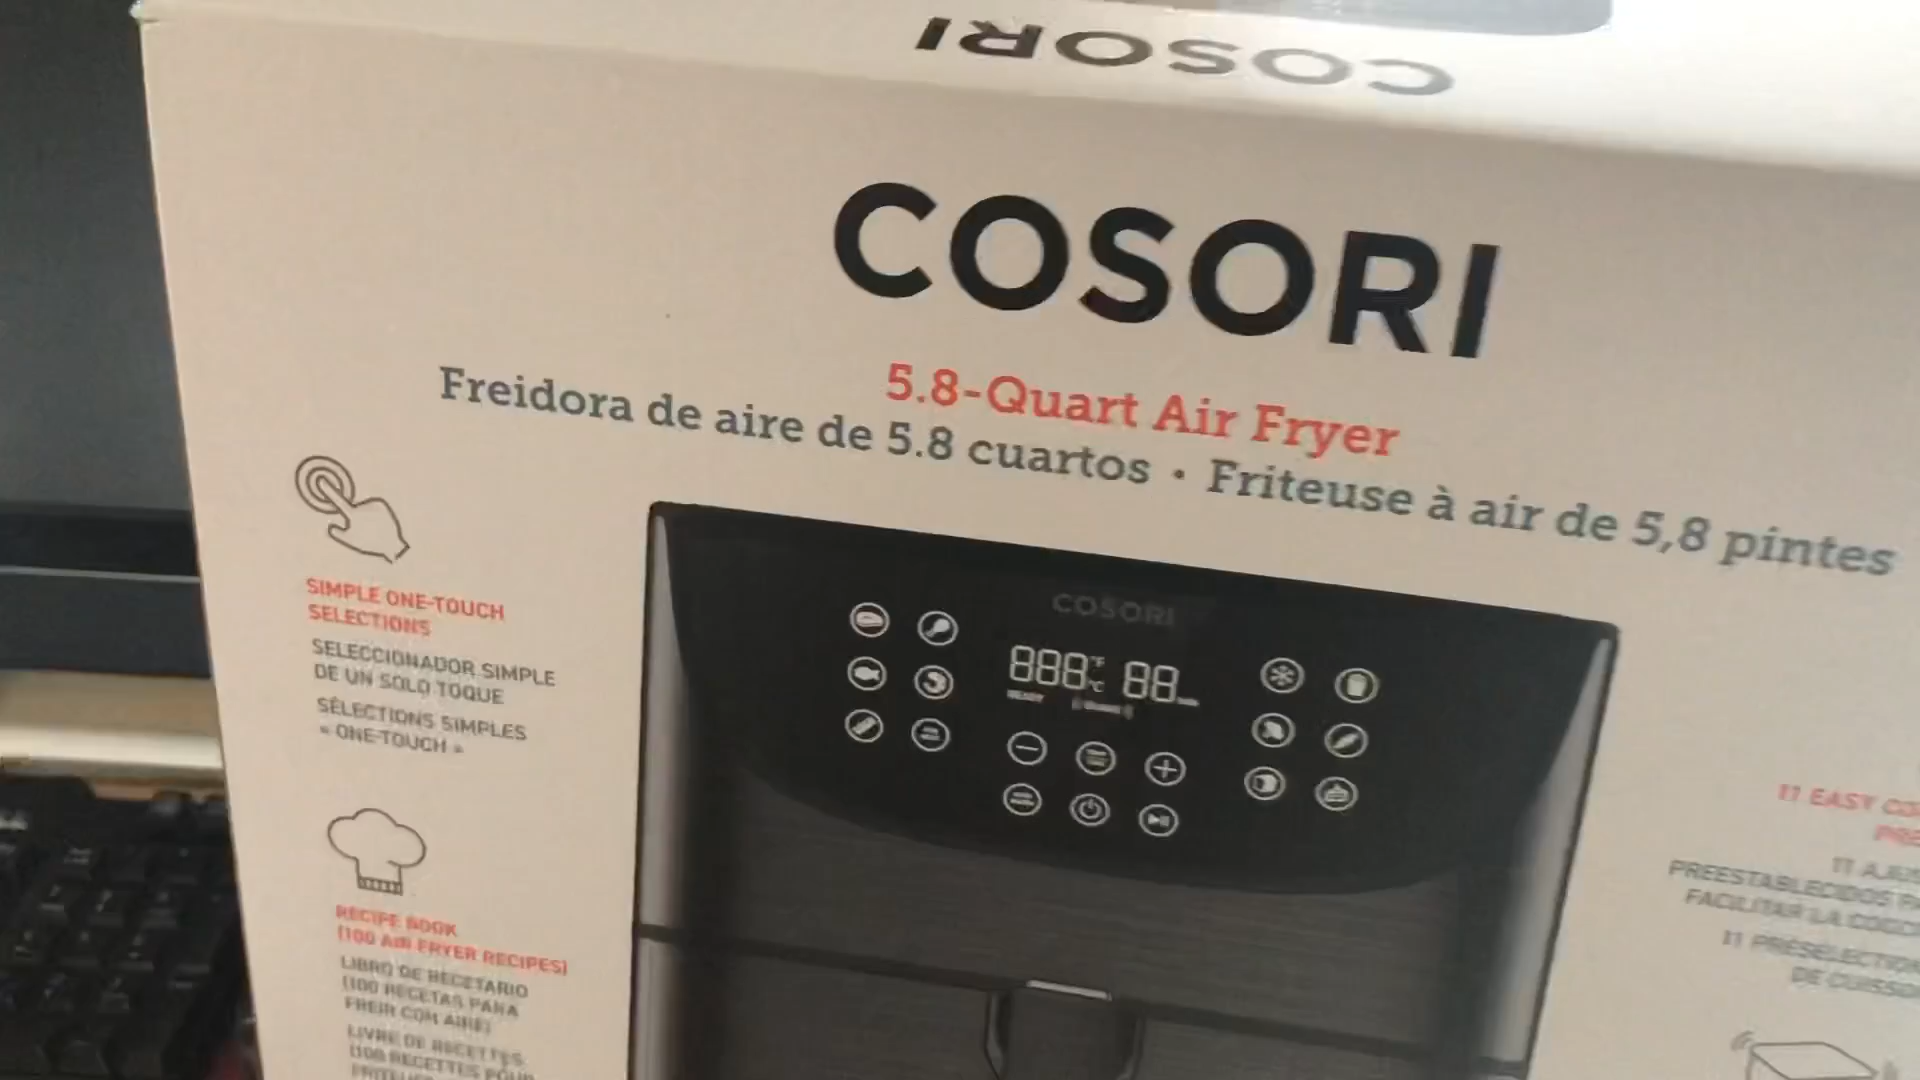 COSORI
COSORI
5.8-Quart Air Fryer
Freidora de aire de 5.8 cuartos • Friteuse à air de 5,8 pintes
SIMPLE ONE-TOUCH
SELECTIONS
SELECCIONADOR SIMPLE
DE UN SOLO TOQUE
SÉLECTIONS SIMPLES
« ONE-TOUCH »
RECIPE BOOK
(100 AIR FRYER RECIPES)
LIBRO DE RECETARIO
(100 RECETAS PARA
FREIR COM AIRE)
LIVRE DE RECETTES
(100 RECETTES POUR
COSORI
888°F °C 88
11 EASY
11
PREESTABLECIDOS
FACILITAR LA
11
DE